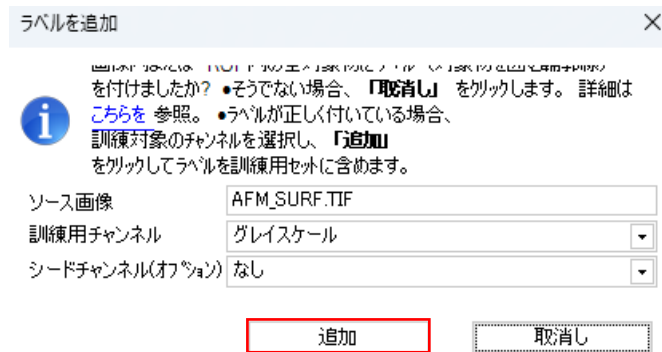 ラベルを追加
を付けましたか? ●そうでない場合、「取消し」 をクリックします。 詳細は
こちらを 参照。 ●ラベルが正しく付いている場合、
訓練対象のチャンネルを選択し、「追加」
をクリックしてラベルを訓練用セットに含めます。
ソース画像 AFM_SURF.TIF
訓練用チャンネル グレイスケール
シードチャンネル(オプション) なし
追加 取消し